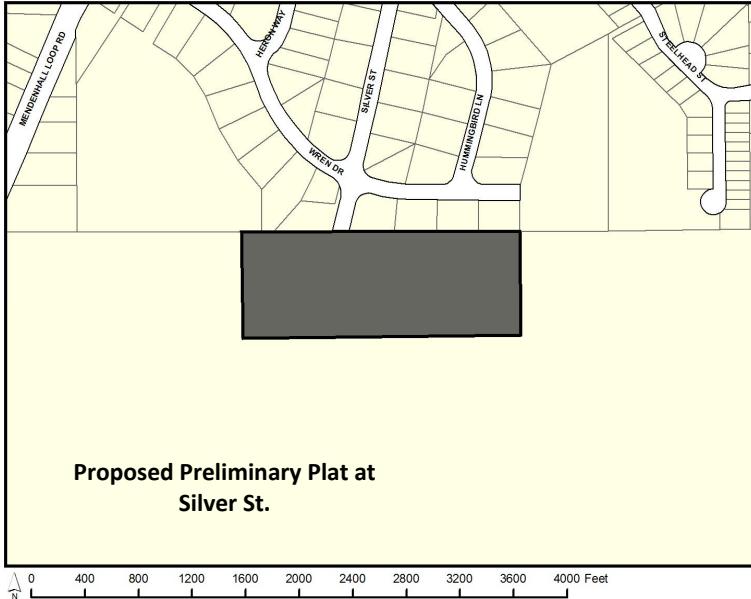 MENDENHALL LOOP RD
HERON WAY
SILVER ST
STEELHEAD ST
HUMMINGBIRD LN
WREN DR
Proposed Preliminary Plat at
Silver St.
N
0 400 800 1200 1600 2000 2400 2800 3200 3600 4000 Feet